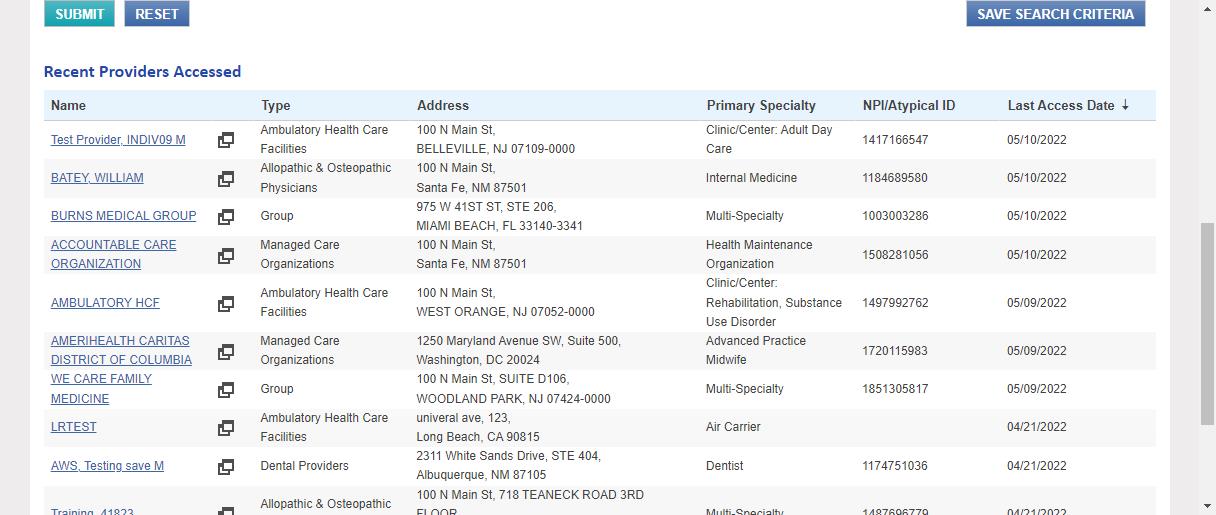 SUBMIT RESET SAVE SEARCH CRITERIA
Recent Providers Accessed
Name Type Address Primary Specialty NPI/Atypical ID Last Access Date ↓
Test Provider, INDIV09 M Ambulatory Health Care Facilities 100 N Main St, BELLEVILLE, NJ 07109-0000 Clinic/Center: Adult Day Care 1417166547 05/10/2022
BATEY, WILLIAM Allopathic & Osteopathic Physicians 100 N Main St, Santa Fe, NM 87501 Internal Medicine 1184689580 05/10/2022
BURNS MEDICAL GROUP Group 975 W 41ST ST, STE 206, MIAMI BEACH, FL 33140-3341 Multi-Specialty 1003003286 05/10/2022
ACCOUNTABLE CARE ORGANIZATION Managed Care Organizations 100 N Main St, Santa Fe, NM 87501 Health Maintenance Organization 1508281056 05/10/2022
AMBULATORY HCF Ambulatory Health Care Facilities 100 N Main St, WEST ORANGE, NJ 07052-0000 Clinic/Center: Rehabilitation, Substance Use Disorder 1497992762 05/09/2022
AMERIHEALTH CARITAS DISTRICT OF COLUMBIA Managed Care Organizations 1250 Maryland Avenue SW, Suite 500, Washington, DC 20024 Advanced Practice Midwife 1720115983 05/09/2022
WE CARE FAMILY MEDICINE Group 100 N Main St, SUITE D106, WOODLAND PARK, NJ 07424-0000 Multi-Specialty 1851305817 05/09/2022
LRTEST Ambulatory Health Care Facilities univeral ave, 123, Long Beach, CA 90815 Air Carrier 04/21/2022
AWS, Testing save M Dental Providers 2311 White Sands Drive, STE 404, Albuquerque, NM 87105 Dentist 1174751036 04/21/2022
Training, 41823 Allopathic & Osteopathic 100 N Main St, 718 TEANECK ROAD 3RD FLOOR Multi-Specialty 1487696779 04/21/2022